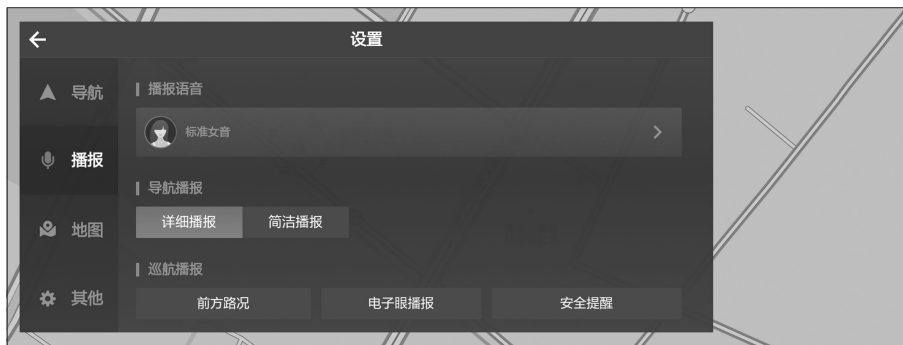 设置
导航
播报
地图
其他
播报语音
标准女音
导航播报
详细播报 简洁播报
巡航播报
前方路况 电子眼播报 安全提醒